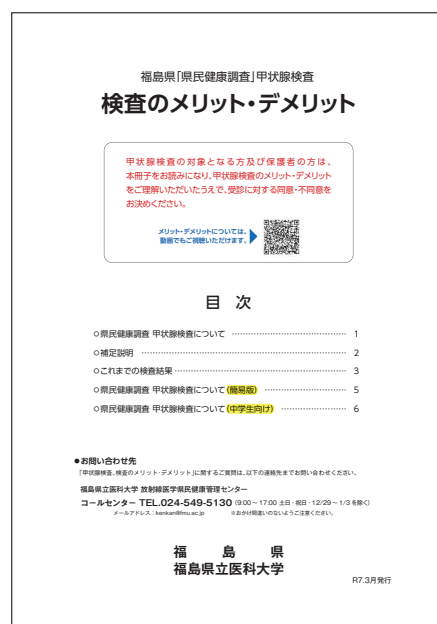 福島県「県民健康調査」甲状腺検査
検査のメリット・デメリット
甲状腺検査の対象となる方及び保護者の方は、
本冊子をお読みになり、甲状腺検査のメリット・デメリット
をご理解いただいたうえで、受診に対する同意・不同意を
お決めください。
メリット・デメリットについては、
動画でもご視聴いただけます。
目 次
○県民健康調査 甲状腺検査について ………………………………… 1
○補足説明 ………………………………… 2
○これまでの検査結果 ………………………………… 3
○県民健康調査 甲状腺検査について(簡易版) ………………………… 5
○県民健康調査 甲状腺検査について(中学生向け) ……………………… 6
●お問い合わせ先
「甲状腺検査、検査のメリット・デメリット」に関するご質問は、以下の連絡先までお問い合わせください。
福島県立医科大学 放射線医学県民健康管理センター
コールセンター TEL.024-549-5130 (9:00~17:00 土日・祝日・12/29~1/3を除く)
メールアドレス:kenkan@fmu.ac.jp ※おかけ間違いのないようご注意ください。
福 島 県
福島県立医科大学
R7.3月発行